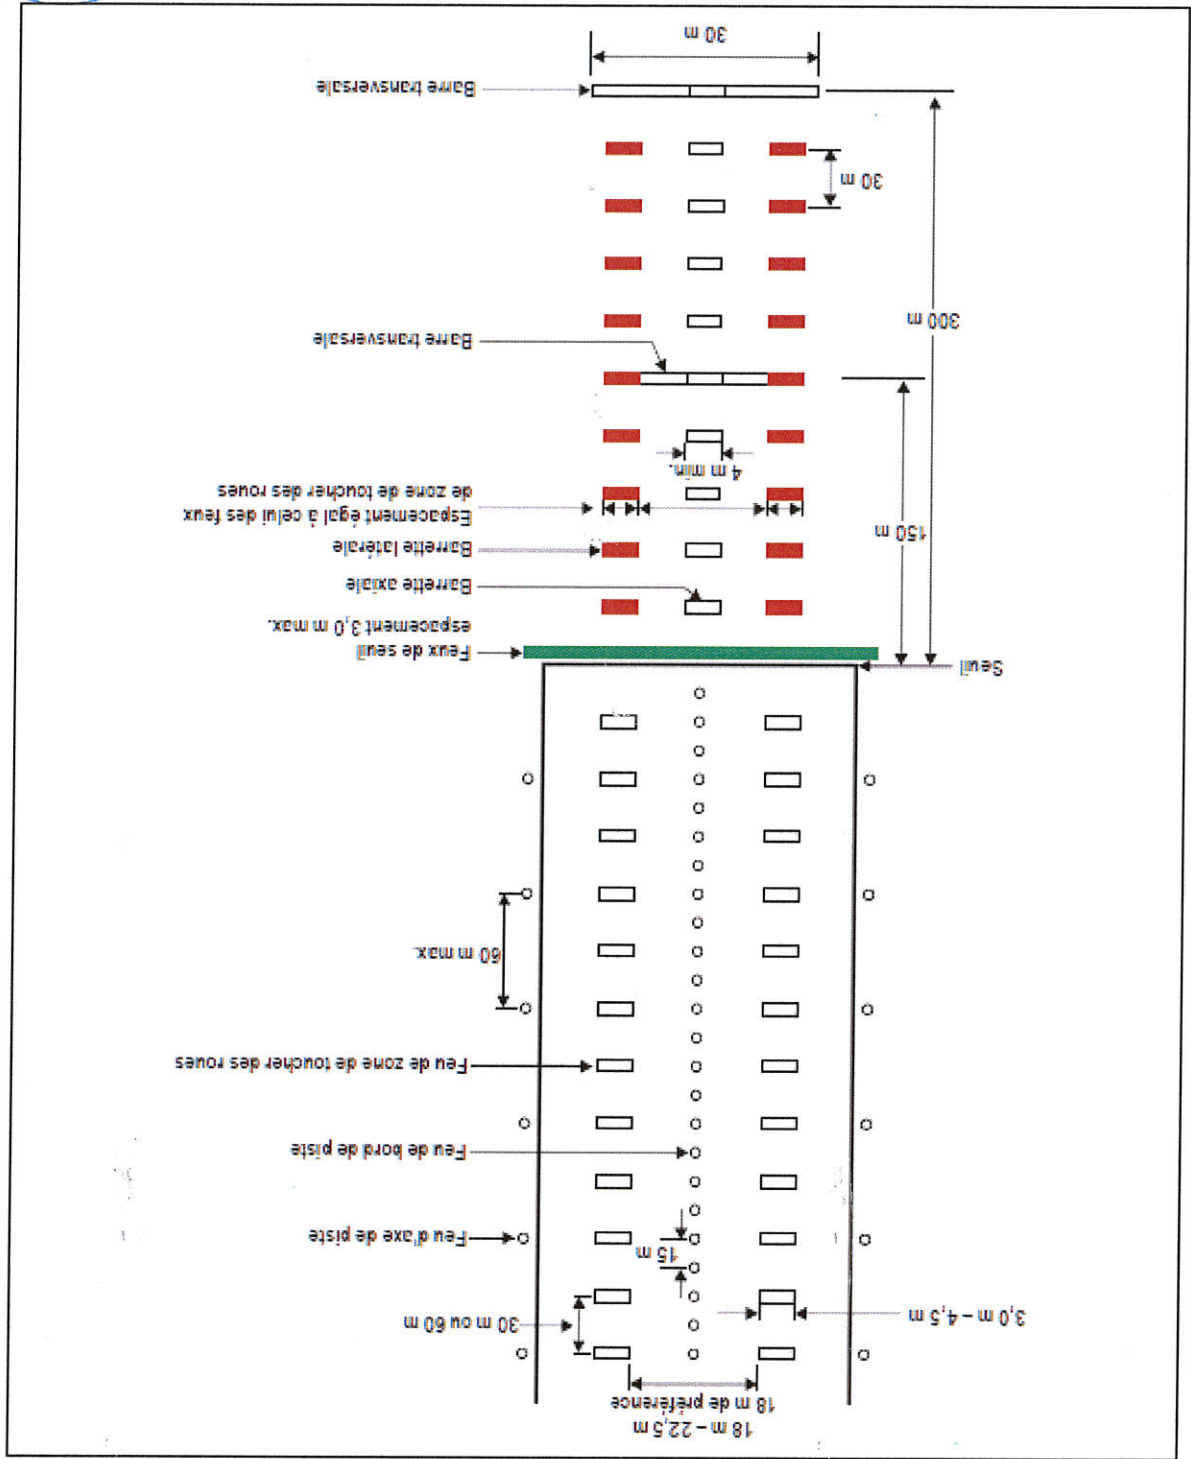 18 m – 22,5 m
18 m de préférence
3,0 m – 4,5 m
30 m ou 60 m
15 m
Feu d'axe de piste
Feu de bord de piste
Feu de zone de toucher des roues
60 m max.
Seuil
Feux de seuil
espacement 3,0 m max.
Barrette axiale
Barrette latérale
Espacement égal à celui des feux
de zone de toucher des roues
4 m min.
150 m
Barre transversale
300 m
30 m
Barre transversale
30 m